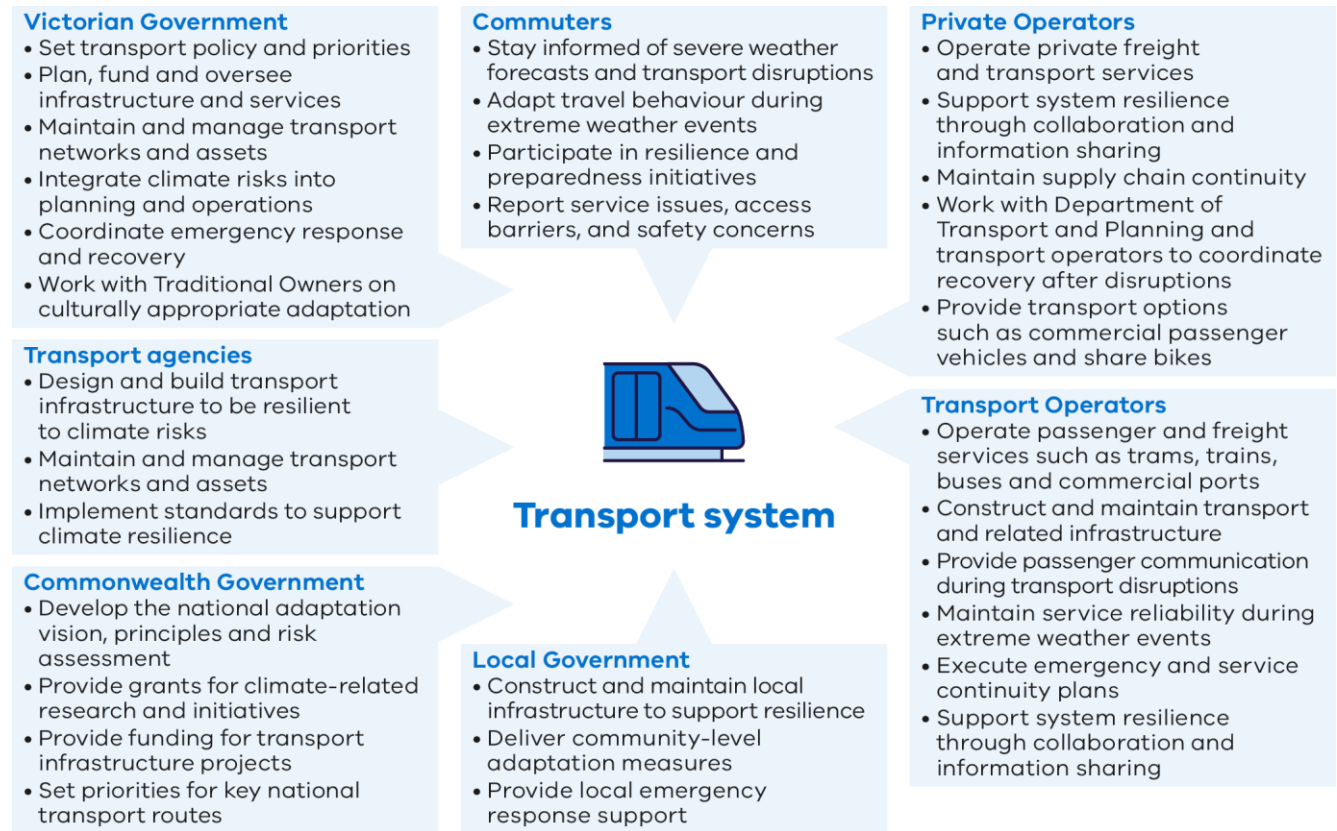 Victorian Government
• Set transport policy and priorities
• Plan, fund and oversee
infrastructure and services
• Maintain and manage transport
networks and assets
• Integrate climate risks into
planning and operations
• Coordinate emergency response
and recovery
• Work with Traditional Owners on
culturally appropriate adaptation
Transport agencies
• Design and build transport
infrastructure to be resilient
to climate risks
• Maintain and manage transport
networks and assets
• Implement standards to support
climate resilience
Commonwealth Government
• Develop the national adaptation
vision, principles and risk
assessment
• Provide grants for climate-related
research and initiatives
• Provide funding for transport
infrastructure projects
• Set priorities for key national
transport routes
Commuters
• Stay informed of severe weather
forecasts and transport disruptions
• Adapt travel behaviour during
extreme weather events
• Participate in resilience and
preparedness initiatives
• Report service issues, access
barriers, and safety concerns
Transport system
Local Government
• Construct and maintain local
infrastructure to support resilience
• Deliver community-level
adaptation measures
• Provide local emergency
response support
Private Operators
• Operate private freight
and transport services
• Support system resilience
through collaboration and
information sharing
• Maintain supply chain continuity
• Work with Department of
Transport and Planning and
transport operators to coordinate
recovery after disruptions
• Provide transport options
such as commercial passenger
vehicles and share bikes
Transport Operators
• Operate passenger and freight
services such as trams, trains,
buses and commercial ports
• Construct and maintain transport
and related infrastructure
• Provide passenger communication
during transport disruptions
• Maintain service reliability during
extreme weather events
• Execute emergency and service
continuity plans
• Support system resilience
through collaboration and
information sharing